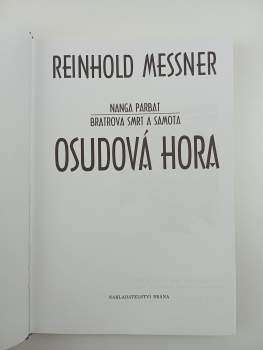 REINHOLD MESSNER
NANGA PARBAT
BRATROVA SMRT A SAMOTA
OSUDOVÁ HORA
NAKLADATELSTVÍ BRÁNA